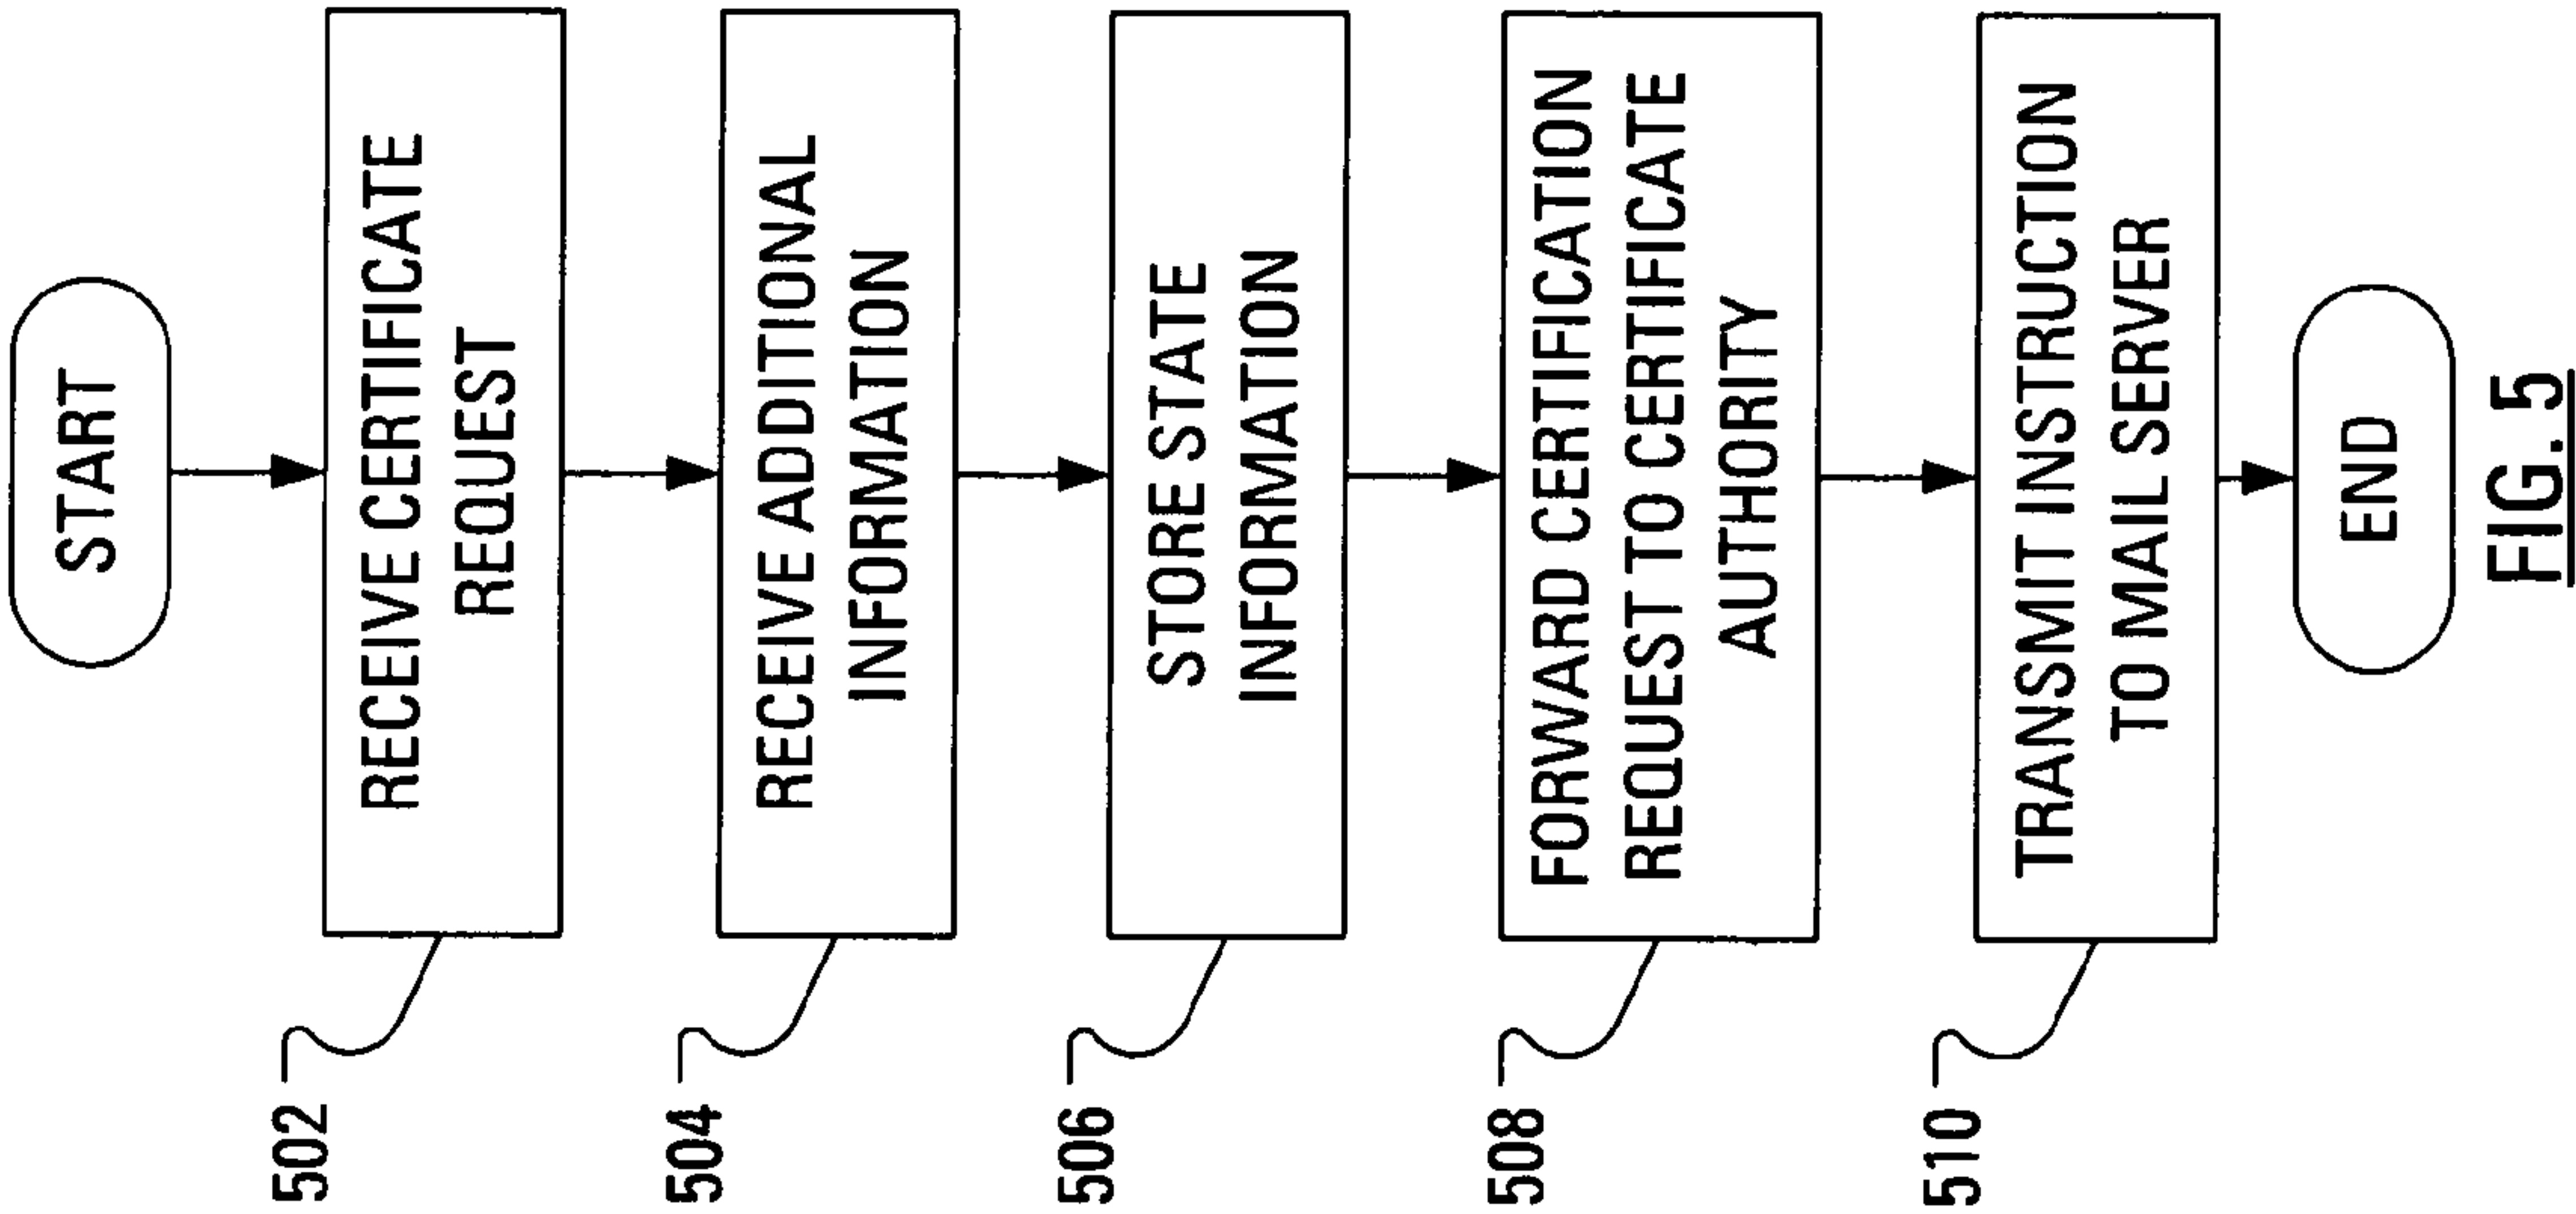 START
502
RECEIVE CERTIFICATE
REQUEST
504
RECEIVE ADDITIONAL
INFORMATION
506
STORE STATE
INFORMATION
508
FORWARD CERTIFICATION
REQUEST TO CERTIFICATE
AUTHORITY
510
TRANSMIT INSTRUCTION
TO MAIL SERVER
END
FIG. 5